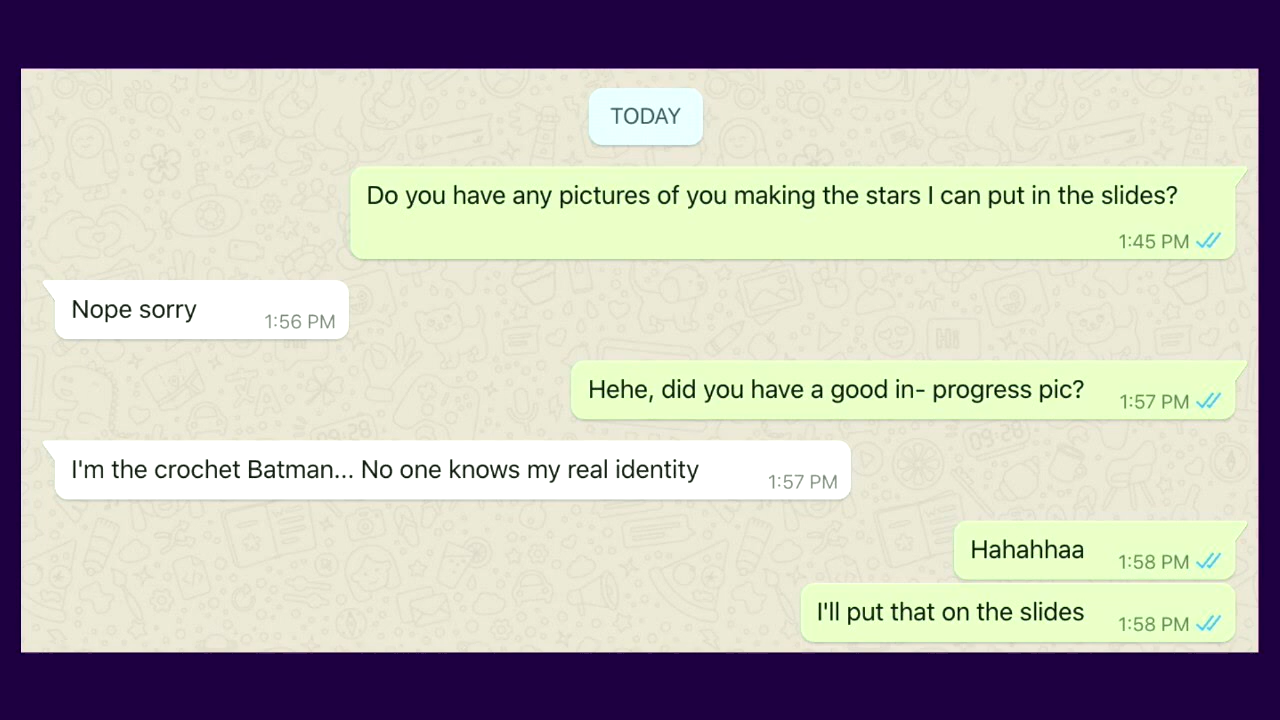 TODAY
Do you have any pictures of you making the stars I can put in the slides?
1:45 PM
Nope sorry
1:56 PM
Hehe, did you have a good in- progress pic?
1:57 PM
I'm the crochet Batman... No one knows my real identity
1:57 PM
Hahahhaa
1:58 PM
I'll put that on the slides
1:58 PM